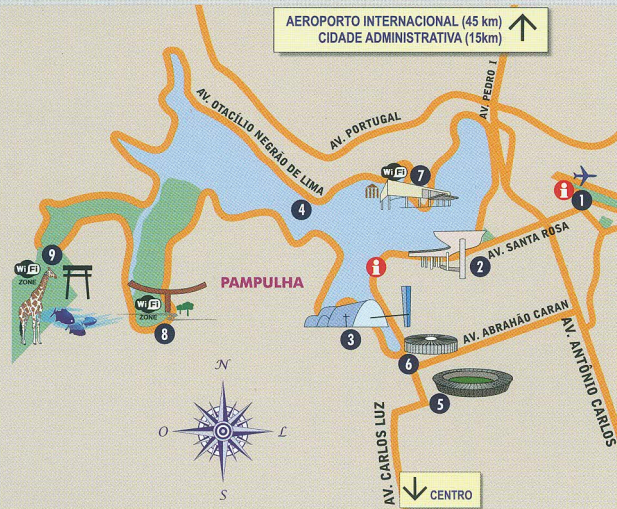 AEROPORTO INTERNACIONAL (45 km)
CIDADE ADMINISTRATIVA (15km)
AV. PEDRO I
AV. OTACÍLIO NEGRÃO DE LIMA
AV. PORTUGAL
WiFi
7
i
1
4
9
WiFi
ZONE
AV. SANTA ROSA
2
i
PAMPULHA
WiFi
ZONE
8
3
AV. ABRAHÃO CARAN
6
AV. ANTÔNIO CARLOS
5
N
O
L
S
AV. CARLOS LUZ
CENTRO